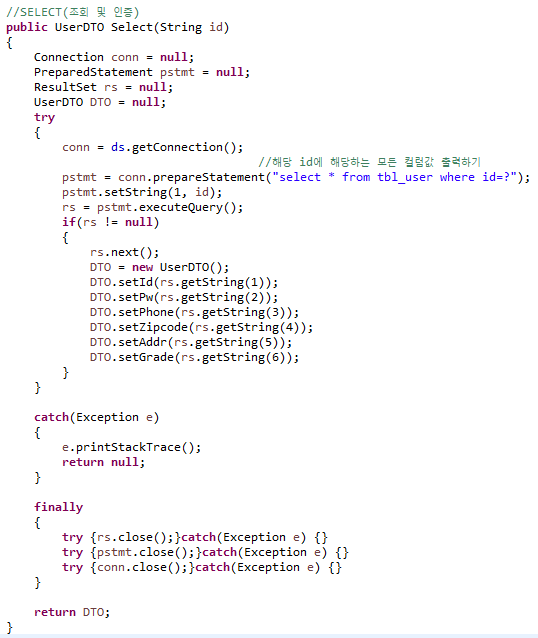 //SELECT(조회 및 인증)
public UserDTO Select(String id)
{
    Connection conn = null;
    PreparedStatement pstmt = null;
    ResultSet rs = null;
    UserDTO DTO = null;
    try
    {
        conn = ds.getConnection();
                                    //해당 id에 해당하는 모든 컬럼값 출력하기
        pstmt = conn.prepareStatement("select * from tbl_user where id=?");
        pstmt.setString(1, id);
        rs = pstmt.executeQuery();
        if(rs != null)
        {
            rs.next();
            DTO = new UserDTO();
            DTO.setId(rs.getString(1));
            DTO.setPw(rs.getString(2));
            DTO.setPhone(rs.getString(3));
            DTO.setZipcode(rs.getString(4));
            DTO.setAddr(rs.getString(5));
            DTO.setGrade(rs.getString(6));
        }
    }

    catch(Exception e)
    {
        e.printStackTrace();
        return null;
    }

    finally
    {
        try {rs.close();}catch(Exception e) {}
        try {pstmt.close();}catch(Exception e) {}
        try {conn.close();}catch(Exception e) {}
    }

    return DTO;
}